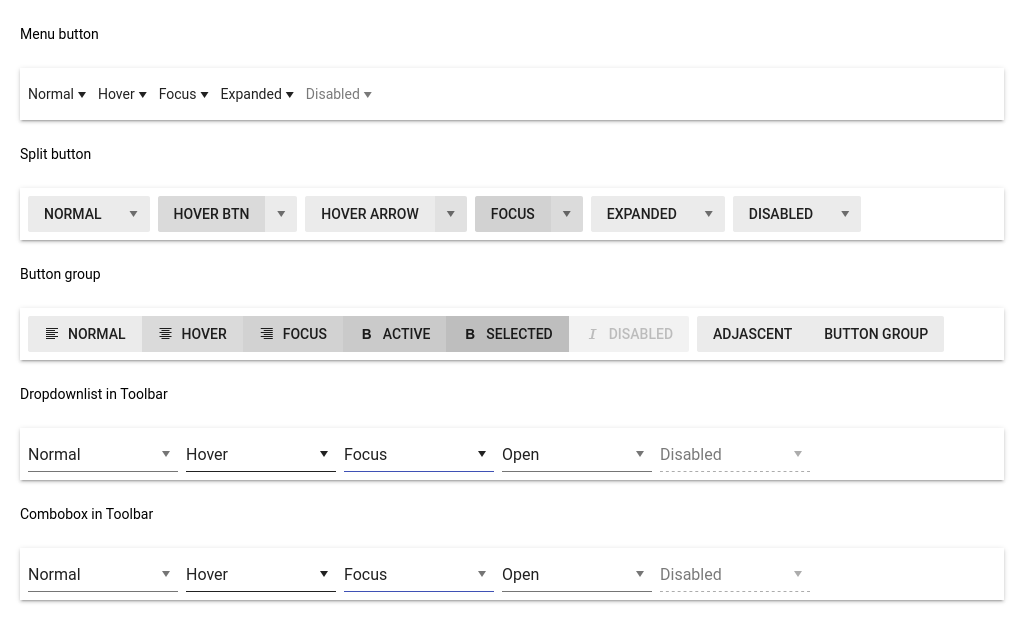 Menu button
Normal Hover Focus Expanded Disabled
Split button
NORMAL HOVER BTN HOVER ARROW FOCUS EXPANDED DISABLED
Button group
NORMAL HOVER FOCUS B ACTIVE B SELECTED I DISABLED ADJASCENT BUTTON GROUP
Dropdownlist in Toolbar
Normal Hover Focus Open Disabled
Combobox in Toolbar
Normal Hover Focus Open Disabled